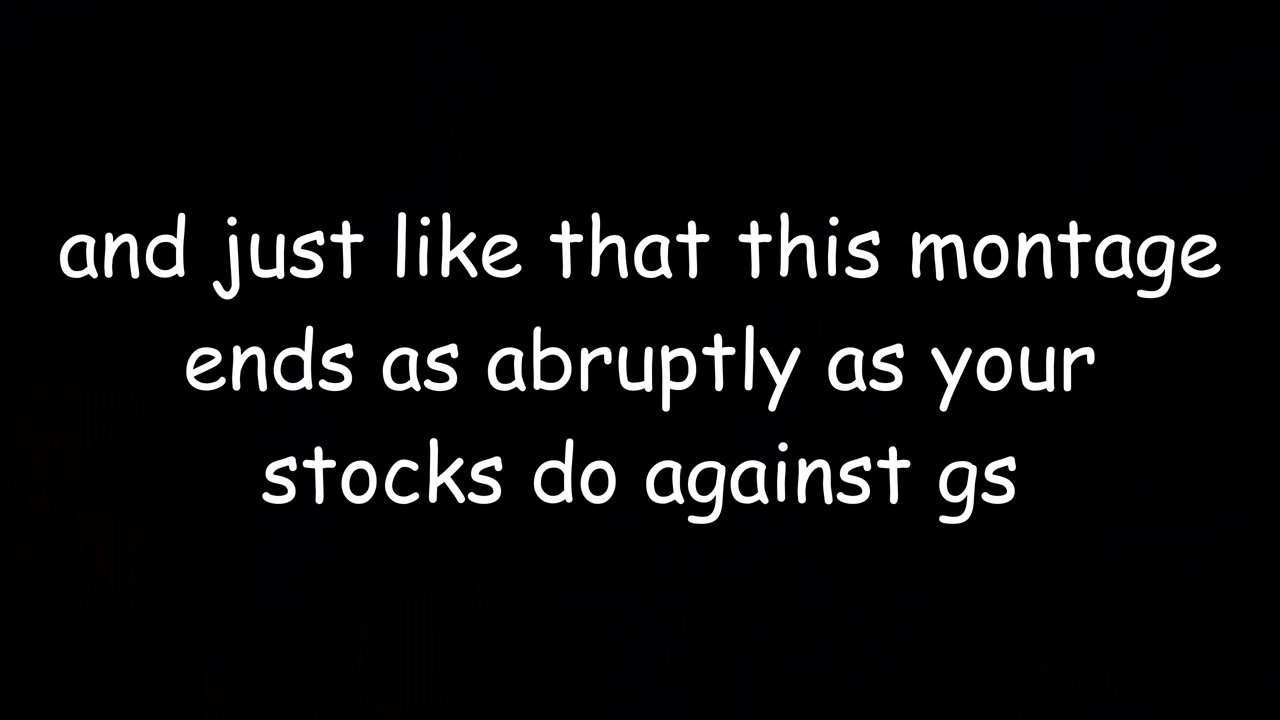 and just like that this montage
ends as abruptly as your
stocks do against gs